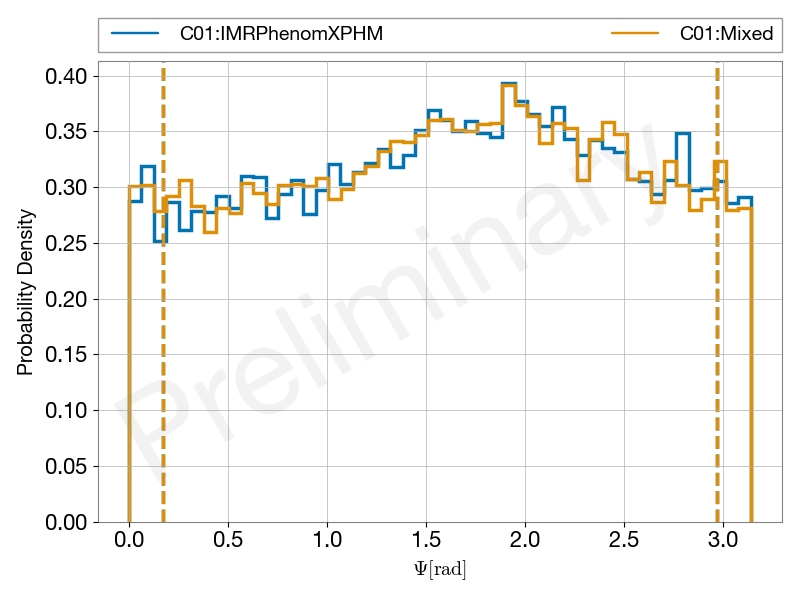 C01:IMRPhenomXPHM C01:Mixed
0.40
0.35
0.30
0.25
0.20
0.15
0.10
0.05
0.00
Probability Density
Preliminary
0.0 0.5 1.0 1.5 2.0 2.5 3.0
Ψ[rad]